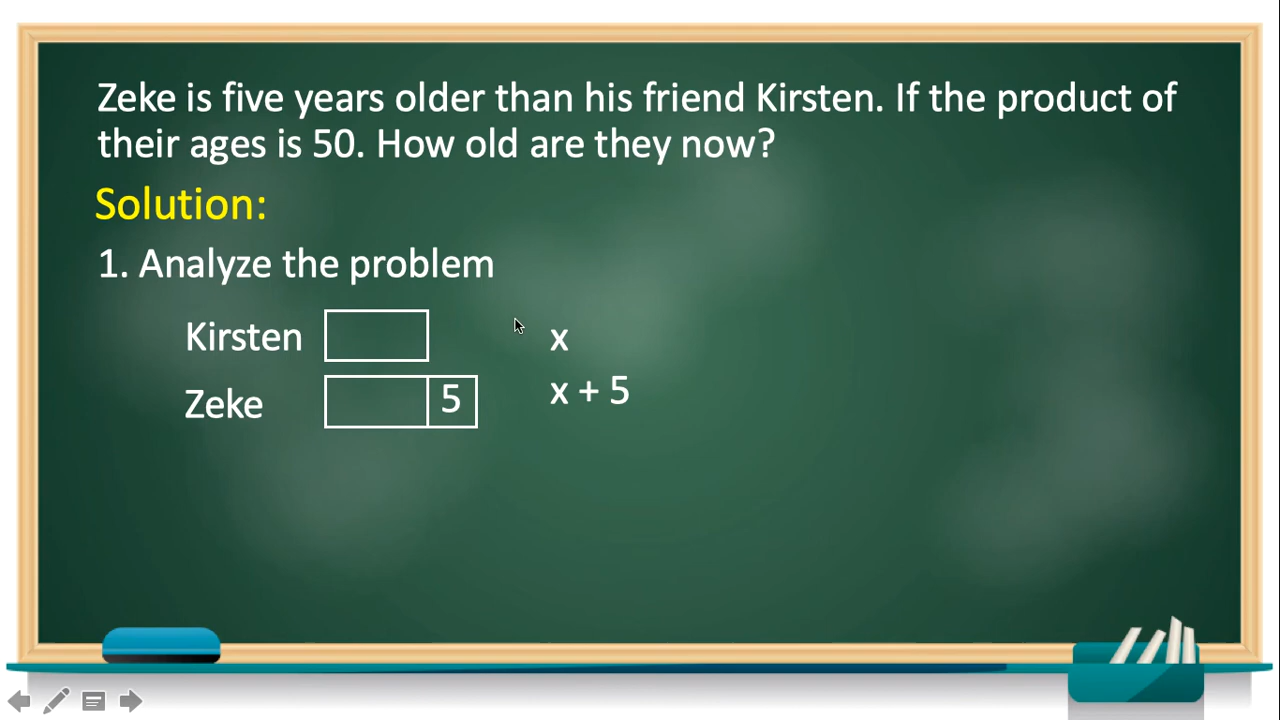 Zeke is five years older than his friend Kirsten. If the product of
their ages is 50. How old are they now?
Solution:
1. Analyze the problem
Kirsten x
Zeke 5 x + 5